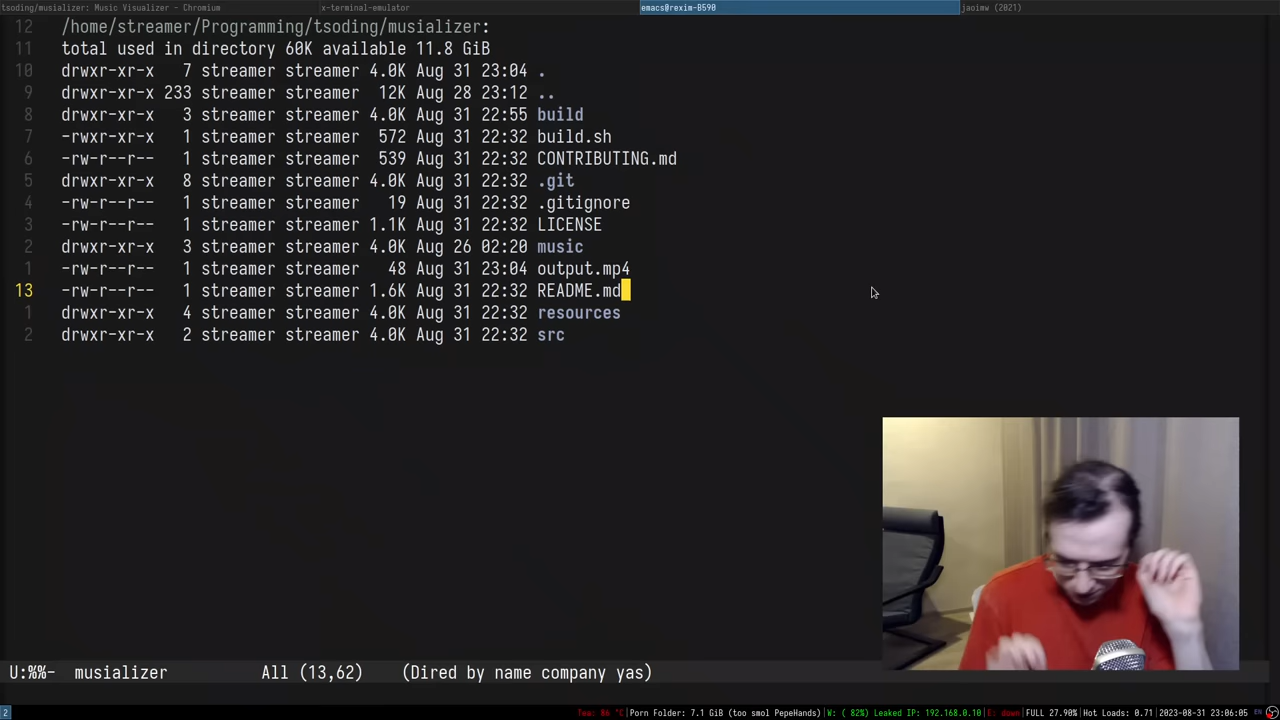 tsoding/musializer: Music Visualizer - Chromium x-terminal-emulator emacs@rexim-B590 jaoimw (2021)
12 /home/streamer/Programming/tsoding/musializer:
11 total used in directory 60K available 11.8 GiB
10 drwxr-xr-x 7 streamer streamer 4.0K Aug 31 23:04 .
9 drwxr-xr-x 233 streamer streamer 12K Aug 28 23:12 ..
8 drwxr-xr-x 3 streamer streamer 4.0K Aug 31 22:55 build
7 -rwxr-xr-x 1 streamer streamer 572 Aug 31 22:32 build.sh
6 -rw-r--r-- 1 streamer streamer 539 Aug 31 22:32 CONTRIBUTING.md
5 drwxr-xr-x 8 streamer streamer 4.0K Aug 31 22:32 .git
4 -rw-r--r-- 1 streamer streamer 19 Aug 31 22:32 .gitignore
3 -rw-r--r-- 1 streamer streamer 1.1K Aug 31 22:32 LICENSE
2 drwxr-xr-x 3 streamer streamer 4.0K Aug 26 02:20 music
1 -rw-r--r-- 1 streamer streamer 48 Aug 31 23:04 output.mp4
13 -rw-r--r-- 1 streamer streamer 1.6K Aug 31 22:32 README.md
1 drwxr-xr-x 4 streamer streamer 4.0K Aug 31 22:32 resources
2 drwxr-xr-x 2 streamer streamer 4.0K Aug 31 22:32 src
U:%%- musializer All (13,62) (Dired by name company yas)
2 86 °C|Porn Folder: 7.1 GiB (too smol PepeHands)|W: ( 82%) Leaked IP: 192.168.0.10|E: down|FULL 27.90%|Hot Loads: 0.71|2023-08-31 23:06:05 EN